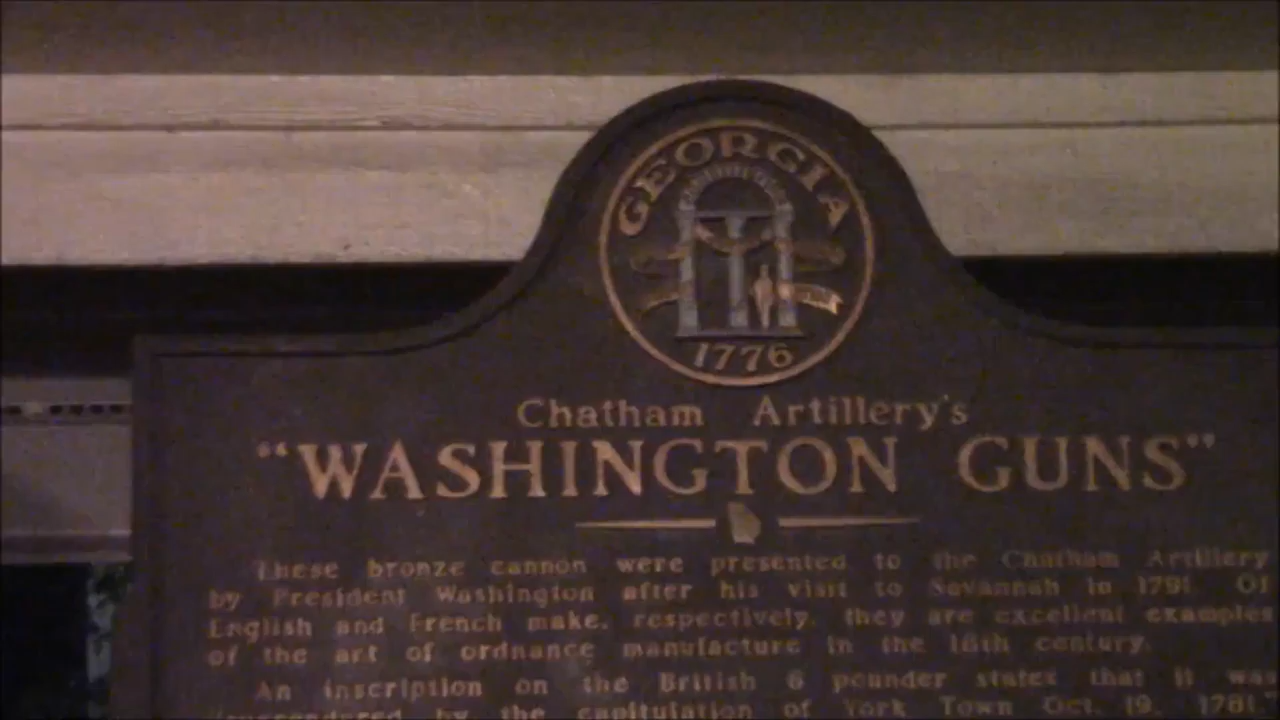 GEORGIA
1776
Chatham Artillery's
"WASHINGTON GUNS"
These bronze cannon were presented to the Chatham Artillery
by President Washington after his visit to Savannah in 1791. Of
English and French make, respectively, they are excellent examples
of the art of ordnance manufacture in the 18th century.
An inscription on the British 6 pounder states that it was
"surrendered by the capitulation of York Town Oct. 19, 1781."